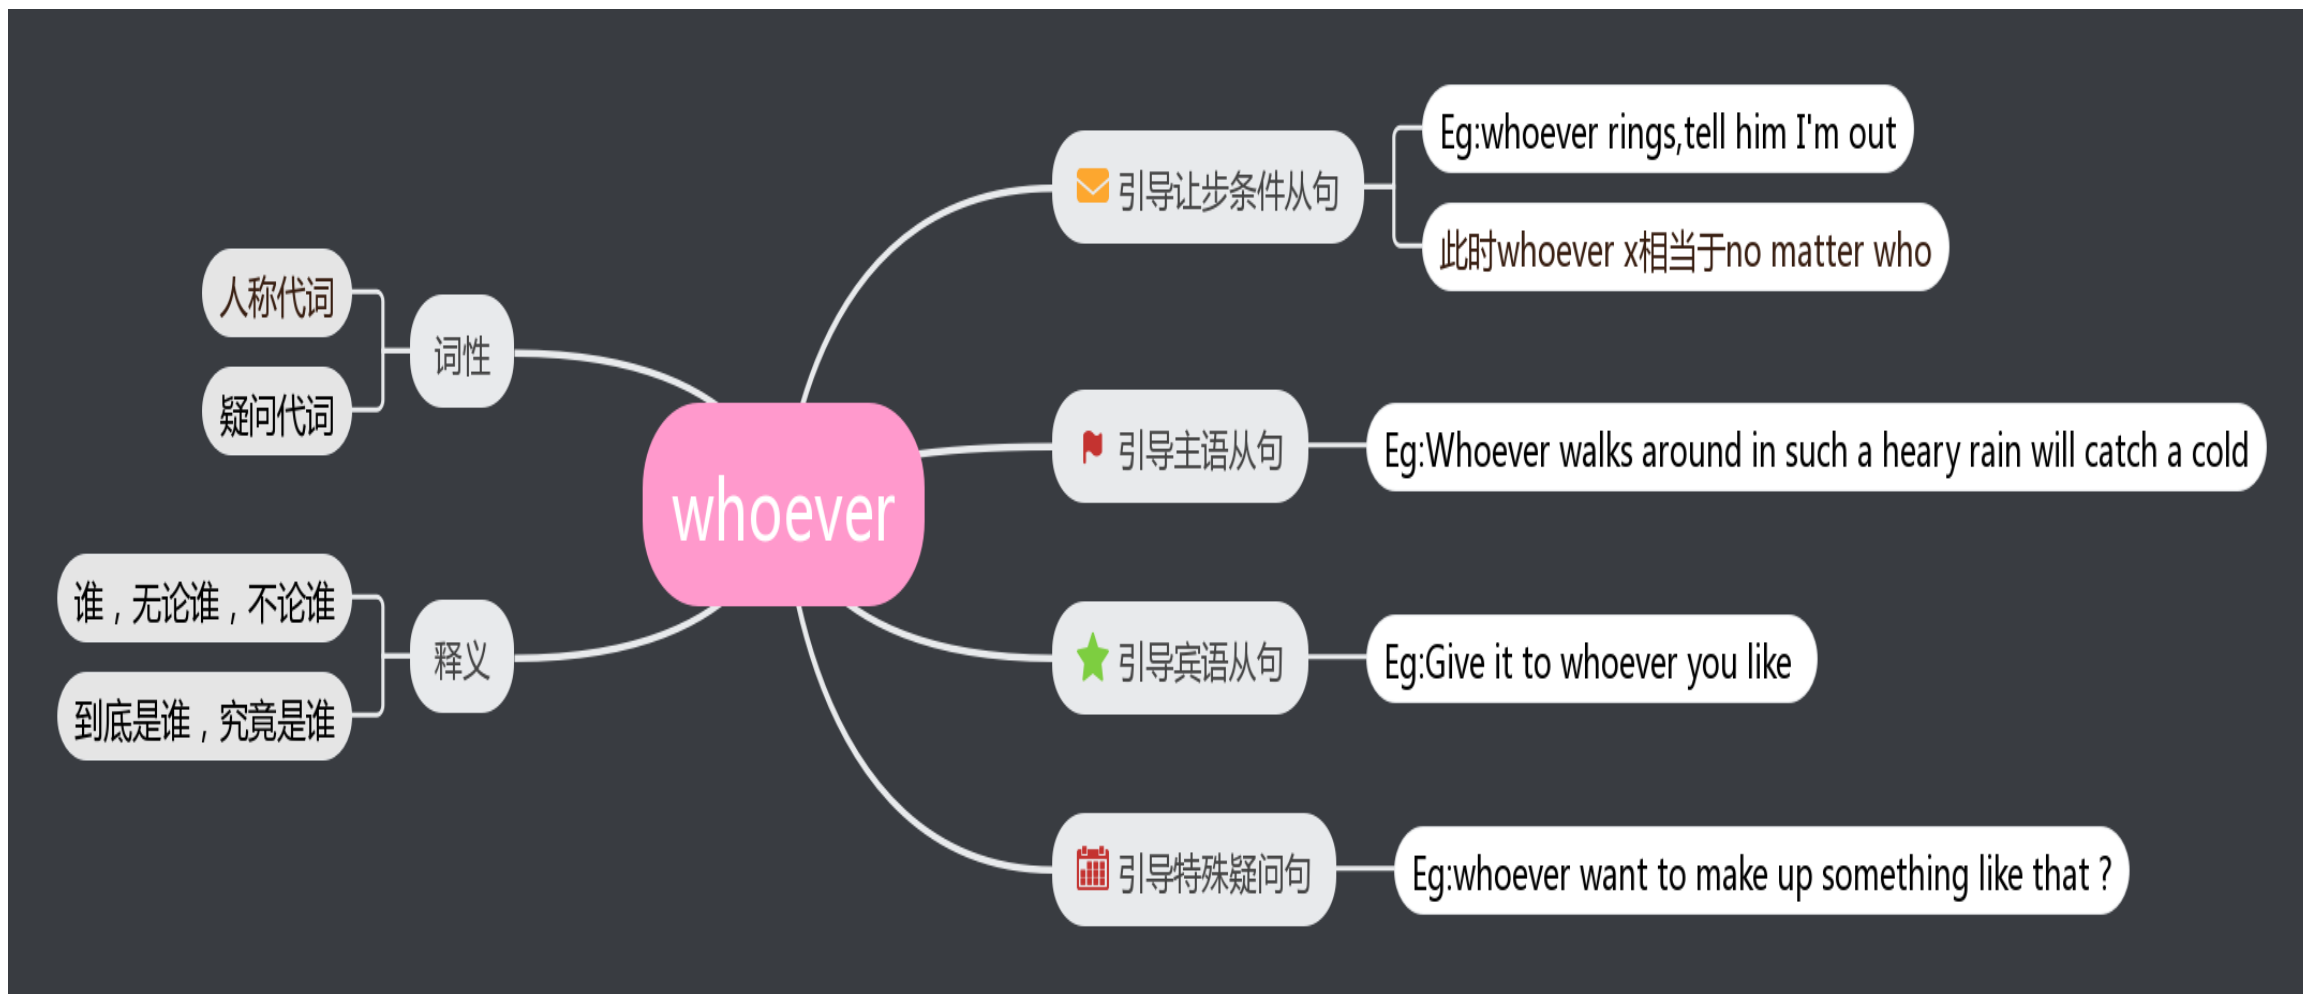 whoever
词性
人称代词
疑问代词
释义
谁，无论谁，不论谁
到底是谁，究竟是谁
引导让步条件从句
Eg:whoever rings,tell him I'm out
此时whoever x相当于no matter who
引导主语从句
Eg:Whoever walks around in such a heary rain will catch a cold
引导宾语从句
Eg:Give it to whoever you like
引导特殊疑问句
Eg:whoever want to make up something like that ?